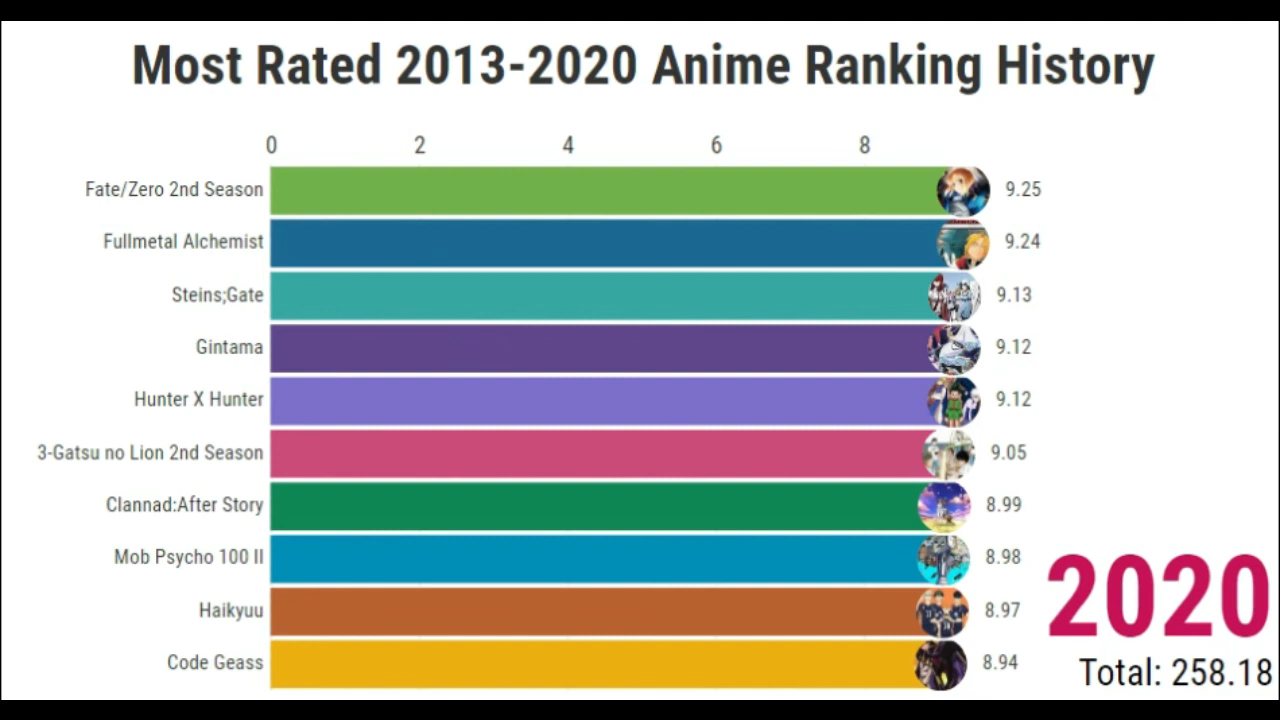 Most Rated 2013-2020 Anime Ranking History
0 2 4 6 8
Fate/Zero 2nd Season 9.25
Fullmetal Alchemist 9.24
Steins;Gate 9.13
Gintama 9.12
Hunter X Hunter 9.12
3-Gatsu no Lion 2nd Season 9.05
Clannad:After Story 8.99
Mob Psycho 100 II 8.98
Haikyuu 8.97
Code Geass 8.94
2020
Total: 258.18